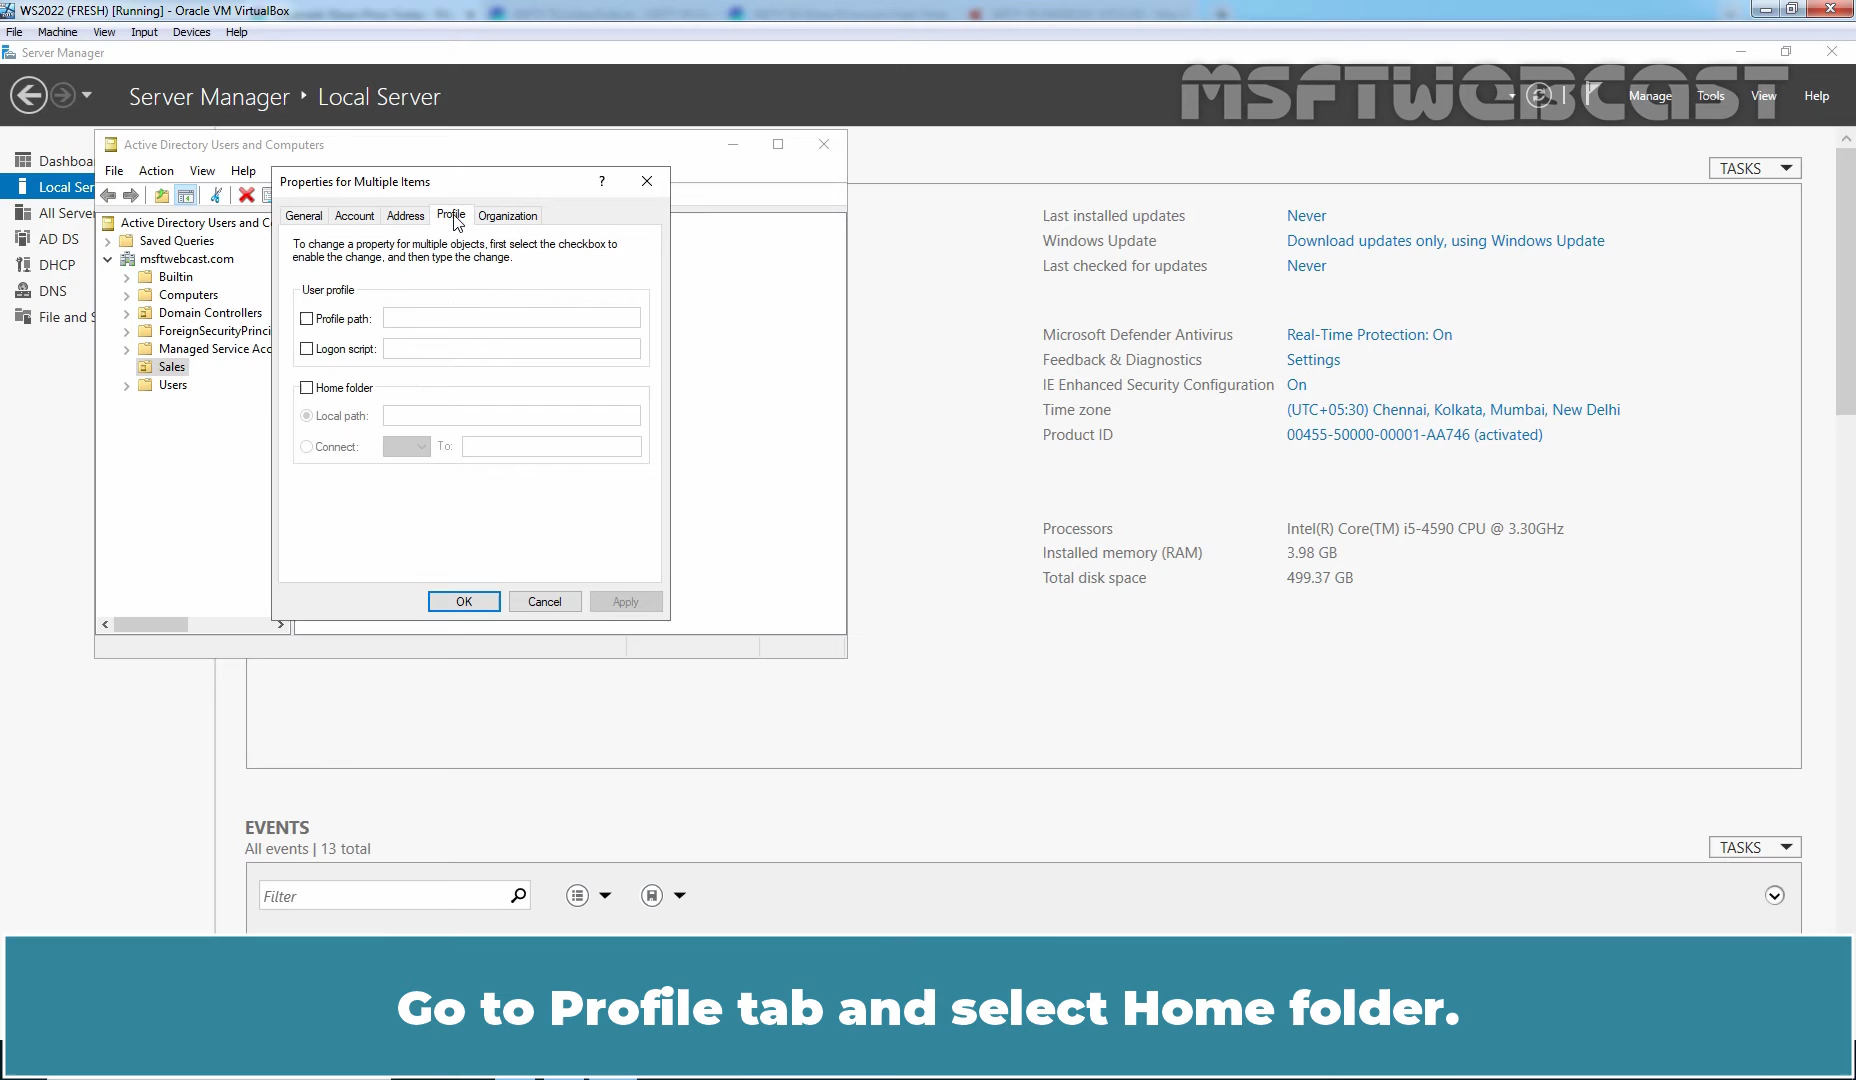 WS2022 (FRESH) [Running] - Oracle VM VirtualBox
File Machine View Input Devices Help
Server Manager
Server Manager ‣ Local Server
MSFTWEBCAST
Manage Tools View Help
Dashboa
Local Ser
All Serve
AD DS
DHCP
DNS
File and S
Active Directory Users and Computers
File Action View Help
Active Directory Users and C
Saved Queries
msftwebcast.com
Builtin
Computers
Domain Controllers
ForeignSecurityPrinci
Managed Service Acc
Sales
Users
Properties for Multiple Items
?
General Account Address Profile Organization
To change a property for multiple objects, first select the checkbox to
enable the change, and then type the change.
User profile
Profile path:
Logon script:
Home folder
Local path:
Connect: To:
OK Cancel Apply
TASKS
Last installed updates Never
Windows Update Download updates only, using Windows Update
Last checked for updates Never
Microsoft Defender Antivirus Real-Time Protection: On
Feedback & Diagnostics Settings
IE Enhanced Security Configuration On
Time zone (UTC+05:30) Chennai, Kolkata, Mumbai, New Delhi
Product ID 00455-50000-00001-AA746 (activated)
Processors Intel(R) Core(TM) i5-4590 CPU @ 3.30GHz
Installed memory (RAM) 3.98 GB
Total disk space 499.37 GB
EVENTS
All events | 13 total
TASKS
Filter
Go to Profile tab and select Home folder.